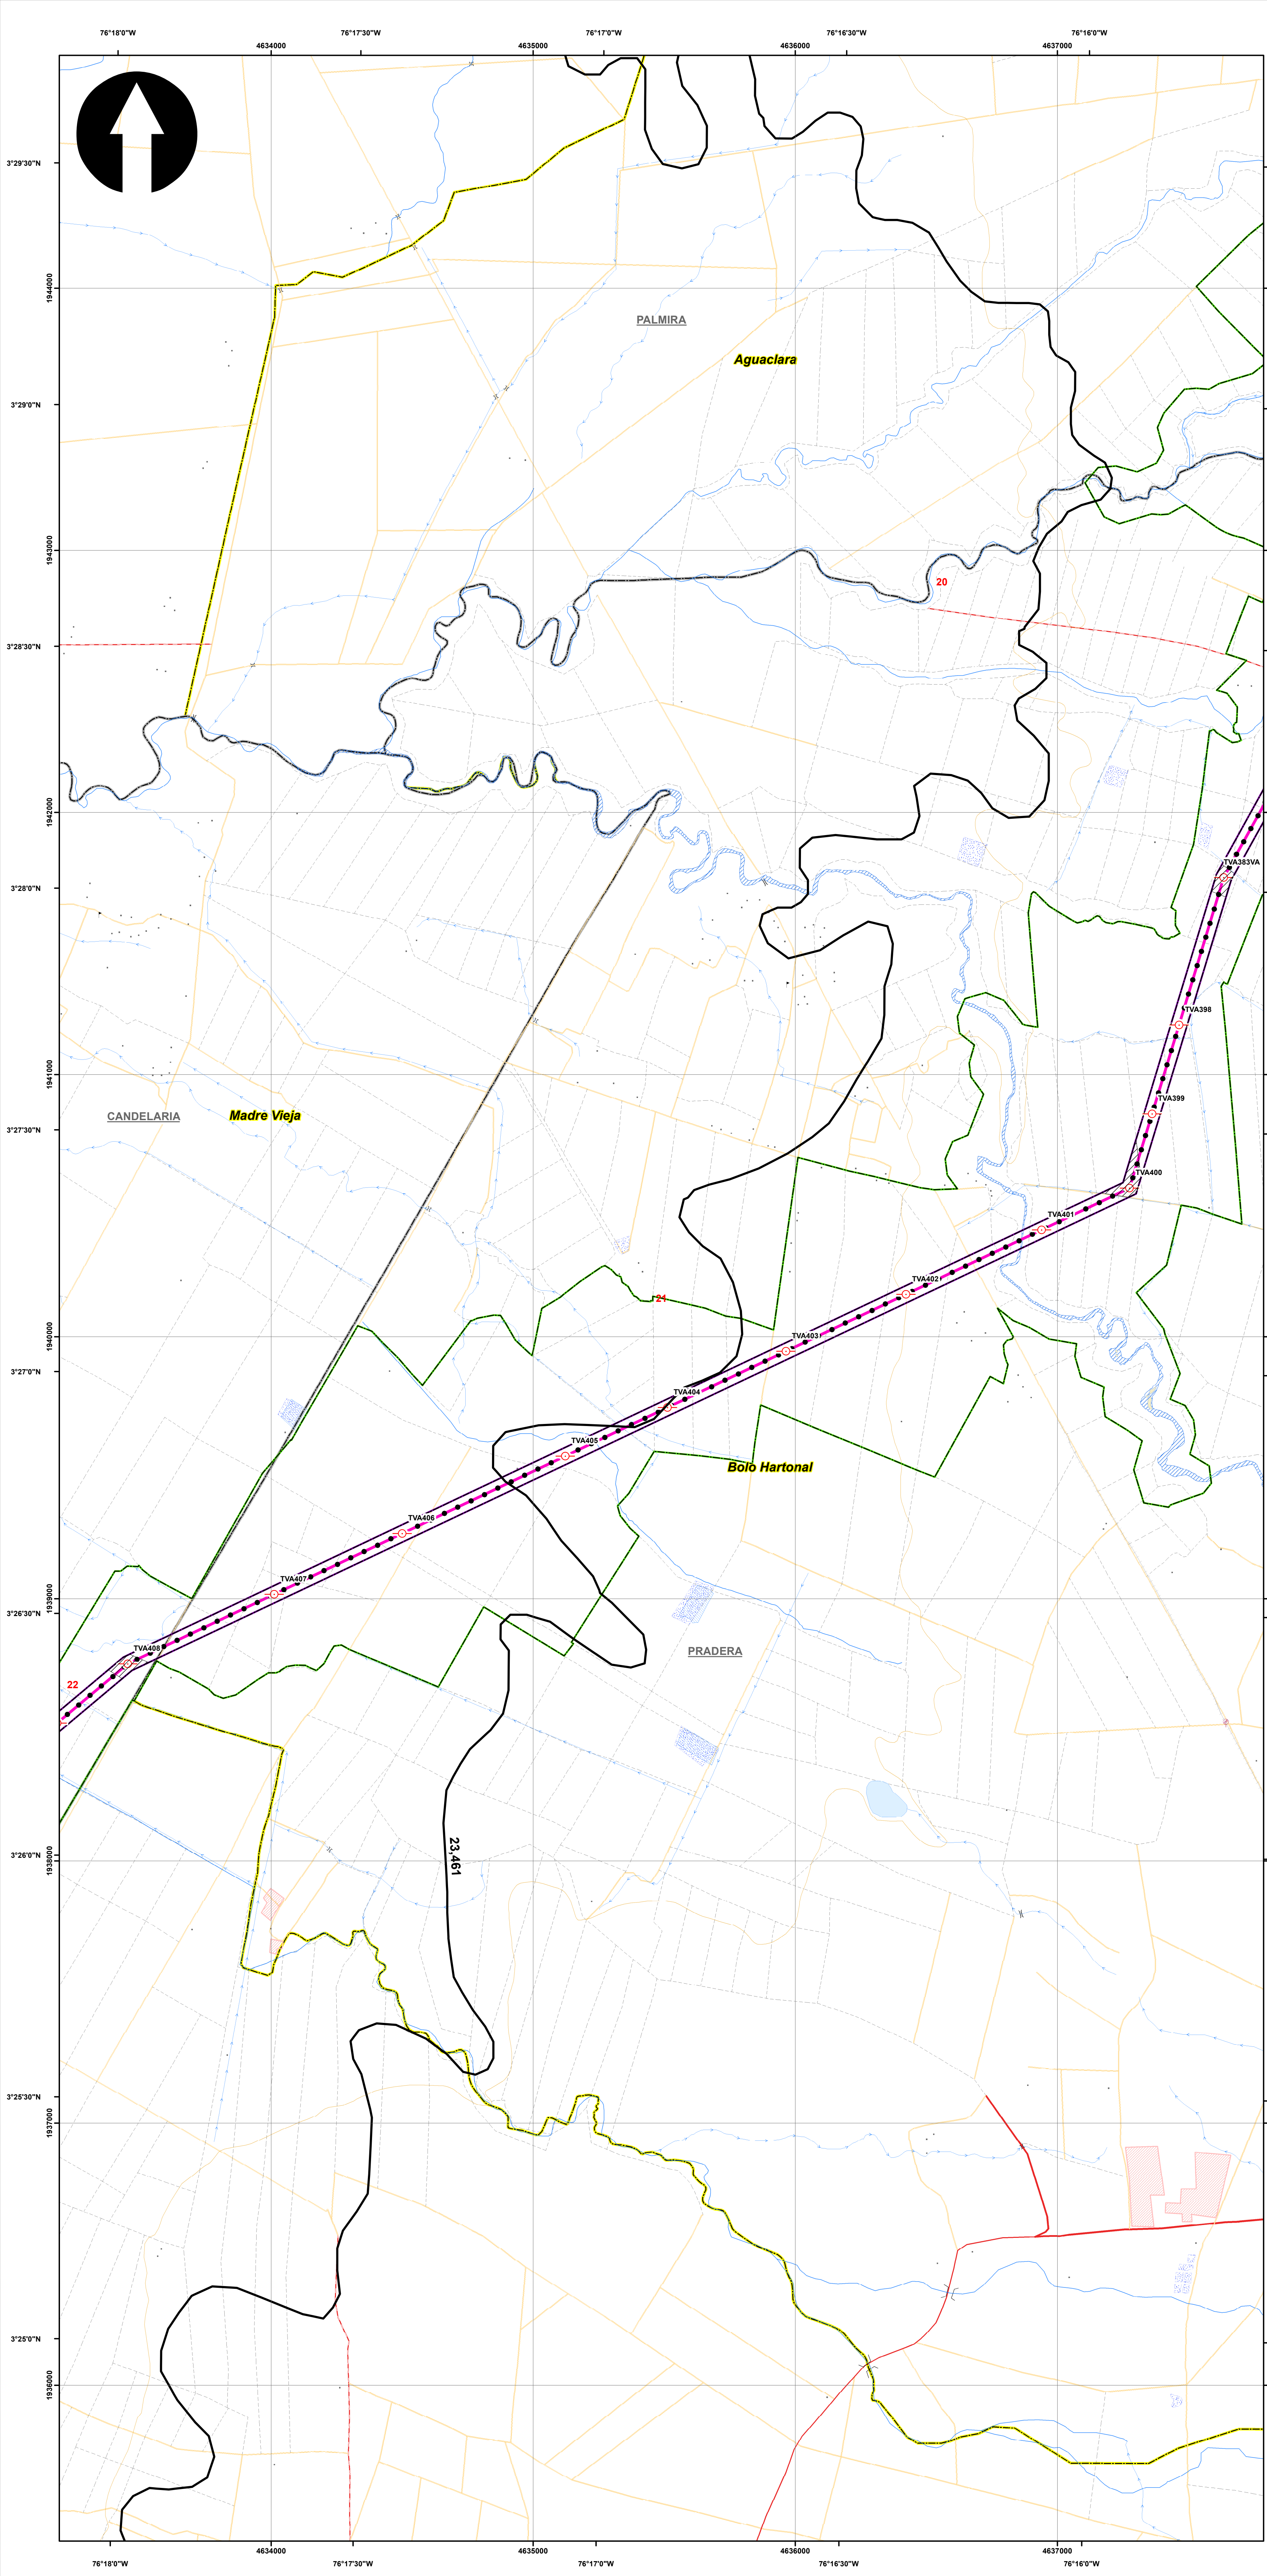 76°18'0"W 76°17'30"W 76°17'0"W 76°16'30"W 76°16'0"W
4634000 4635000 4636000 4637000
3°29'30"N
1944000
PALMIRA
Aguaclara
3°29'0"N
1943000
20
3°28'30"N
1942000
TVA383VA
3°28'0"N
TVA398
1941000
TVA399
CANDELARIA
Madre Vieja
3°27'30"N
TVA400
TVA401
TVA402
21
1940000
TVA403
3°27'0"N
TVA404
TVA405
Bolo Hartonal
TVA406
TVA407
1939000
3°26'30"N
TVA408
PRADERA
22
23,461
3°26'0"N
1938000
3°25'30"N
1937000
3°25'0"N
1936000
4634000 4635000 4636000 4637000
76°18'0"W 76°17'30"W 76°17'0"W 76°16'30"W 76°16'0"W